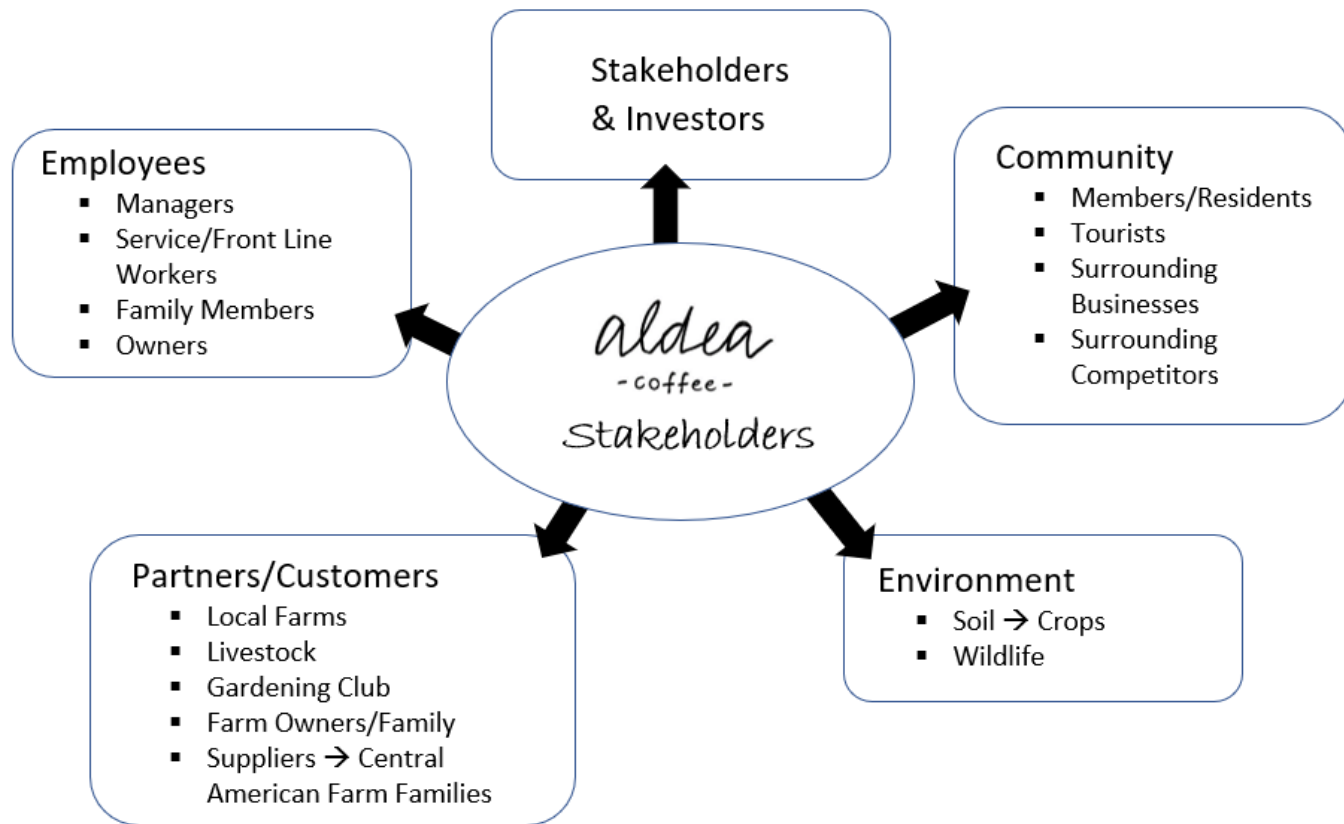 Stakeholders
& Investors
Employees
▪ Managers
▪ Service/Front Line
Workers
▪ Family Members
▪ Owners
Community
▪ Members/Residents
▪ Tourists
▪ Surrounding
Businesses
▪ Surrounding
Competitors
aldea
-coffee-
Stakeholders
Partners/Customers
▪ Local Farms
▪ Livestock
▪ Gardening Club
▪ Farm Owners/Family
▪ Suppliers → Central
American Farm Families
Environment
▪ Soil → Crops
▪ Wildlife